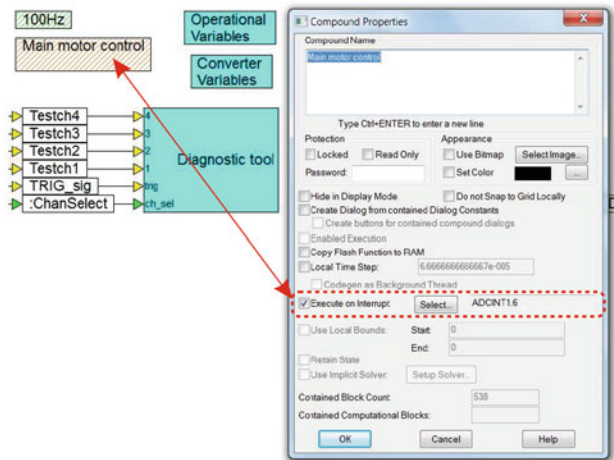 100Hz
Main motor control
Operational
Variables
Converter
Variables
Testch4
Testch3
Testch2
Testch1
TRIG_sig
:ChanSelect
4
3
2
1
trig
ch_sel
Diagnostic tool
Compound Properties
Compound Name
Main motor control
Type Ctrl+ENTER to enter a new line
Protection
Locked Read Only
Password:
Appearance
Use Bitmap Select Image...
Set Color ...
Hide in Display Mode Do not Snap to Grid Locally
Create Dialog from contained Dialog Constants
Create buttons for contained compound dialogs
Enabled Execution
Copy Flash Function to RAM
Local Time Step: 6.6666666666667e-005
Codegen as Background Thread
Execute on Interrupt: Select... ADCINT1.6
Use Local Bounds: Start: 0
End: 0
Retain State
Use Implicit Solver: Setup Solver...
Contained Block Count: 538
Contained Computational Blocks:
OK Cancel Help